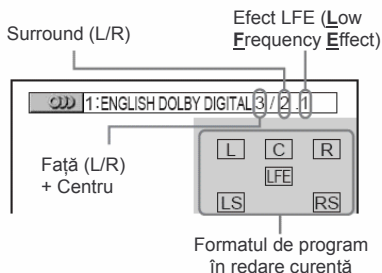 Surround (L/R)
Efect LFE (Low
Frequency Effect)
1: ENGLISH DOLBY DIGITAL 3 / 2 .1
Față (L/R)
+ Centru
L C R
LFE
LS RS
Formatul de program
în redare curentă